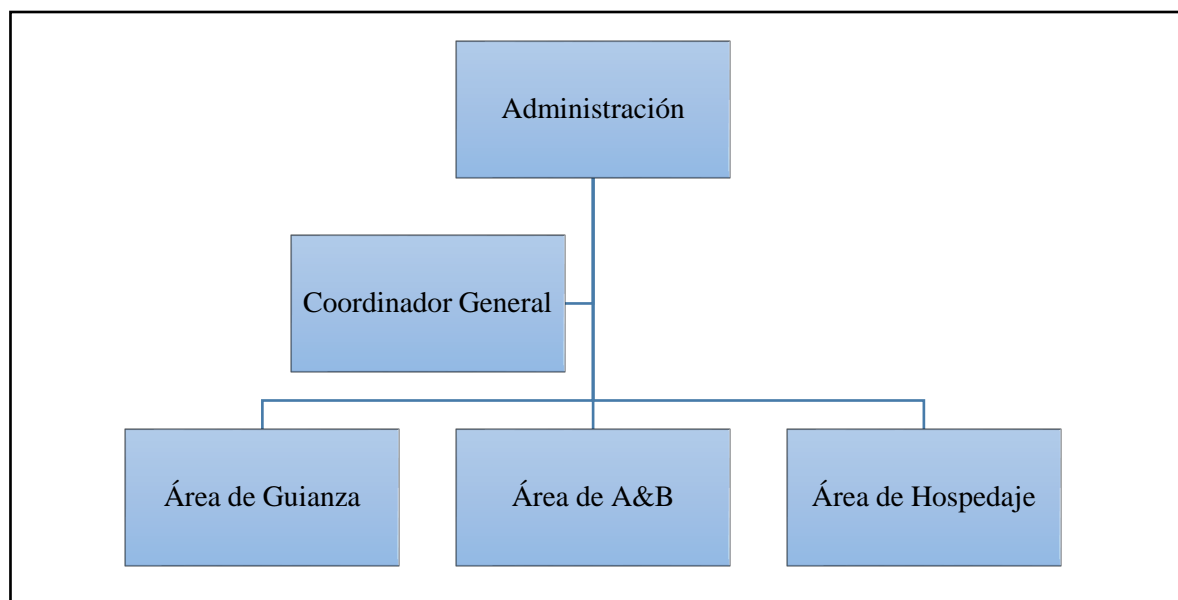 Administración
Coordinador General
Área de Guianza
Área de A&B
Área de Hospedaje